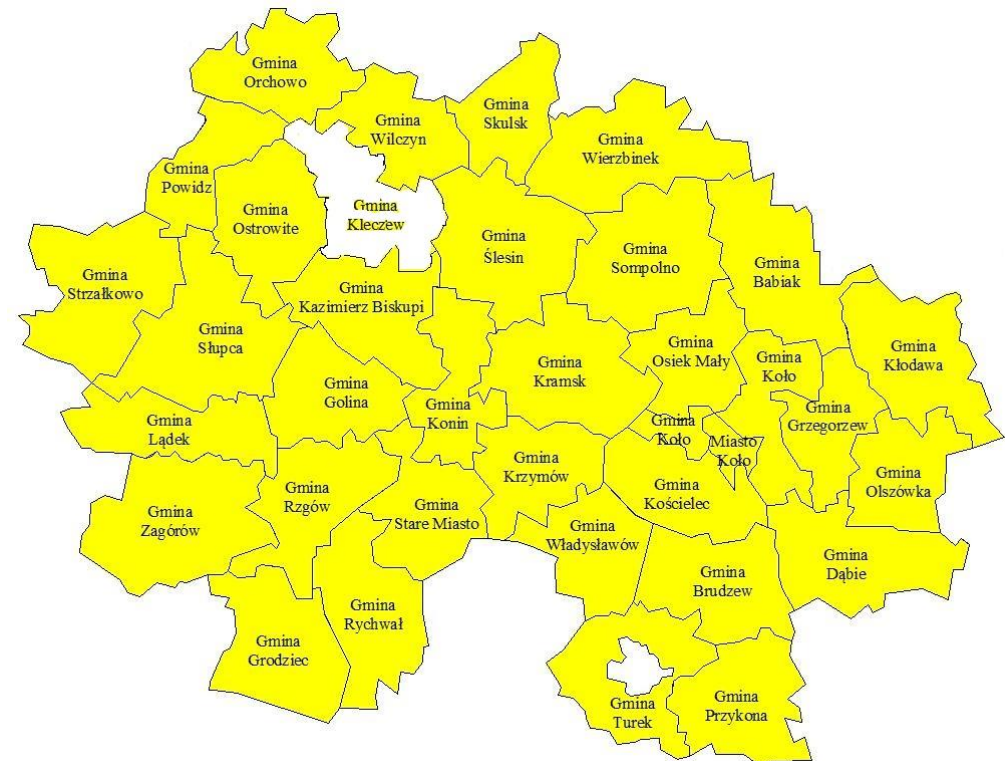 Gmina
Orchowo
Gmina
Wilczyn
Gmina
Skulsk
Gmina
Wierzbinek
Gmina
Powidz
Gmina
Ostrowite
Gmina
Kleczew
Gmina
Ślesin
Gmina
Sompolno
Gmina
Babiak
Gmina
Strzałkowo
Gmina
Kazimierz Biskupi
Gmina
Słupca
Gmina
Kramsk
Gmina
Osiek Mały
Gmina
Koło
Gmina
Kłodawa
Gmina
Golina
Gmina
Konin
Gmina
Grzegorzew
Gmina
Lądek
Gmina
Koło
Miasto
Koło
Gmina
Krzymów
Gmina
Olszówka
Gmina
Rzgów
Gmina
Kościelec
Gmina
Zagórów
Gmina
Stare Miasto
Gmina
Władysławów
Gmina
Dąbie
Gmina
Brudzew
Gmina
Rychwał
Gmina
Grodziec
Gmina
Turek
Gmina
Przykona